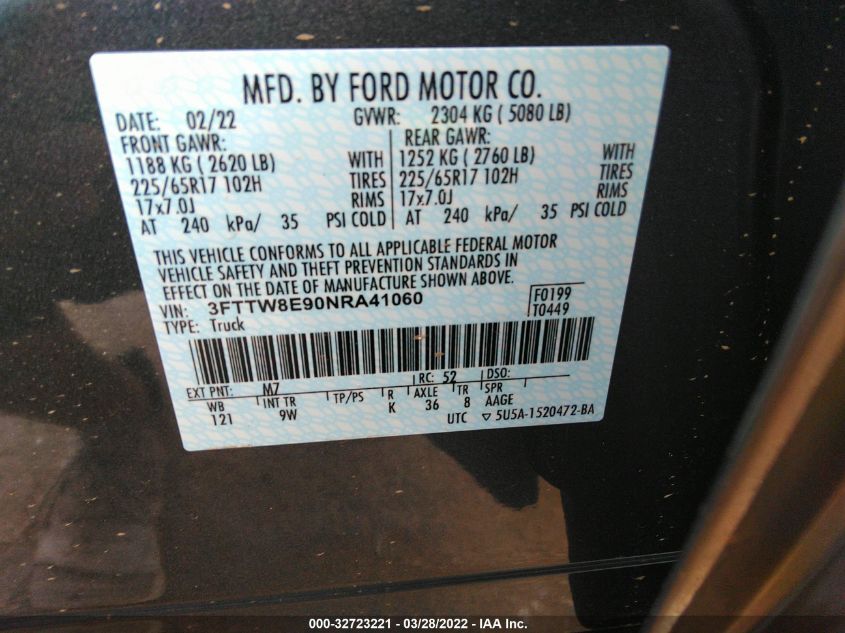 MFD. BY FORD MOTOR CO.
DATE: 02/22 GVWR: 2304 KG ( 5080 LB)
FRONT GAWR: REAR GAWR:
1188 KG ( 2620 LB) WITH 1252 KG ( 2760 LB) WITH
225/65R17 102H TIRES 225/65R17 102H TIRES
17x7.0J RIMS 17x7.0J RIMS
AT 240 kPa/ 35 PSI COLD AT 240 kPa/ 35 PSI COLD
THIS VEHICLE CONFORMS TO ALL APPLICABLE FEDERAL MOTOR
VEHICLE SAFETY AND THEFT PREVENTION STANDARDS IN
EFFECT ON THE DATE OF MANUFACTURE SHOWN ABOVE.
VIN: 3FTTW8E90NRA41060 F0199
TYPE: Truck T0449
EXT PNT: M7 RC: 52 DSO:
WB INT TR TP/PS R AXLE TR SPR
121 9W K 36 8 AAGE
UTC ▽ 5U5A-1520472-BA
000-32723221 | 03/28/2022 - IAA Inc.